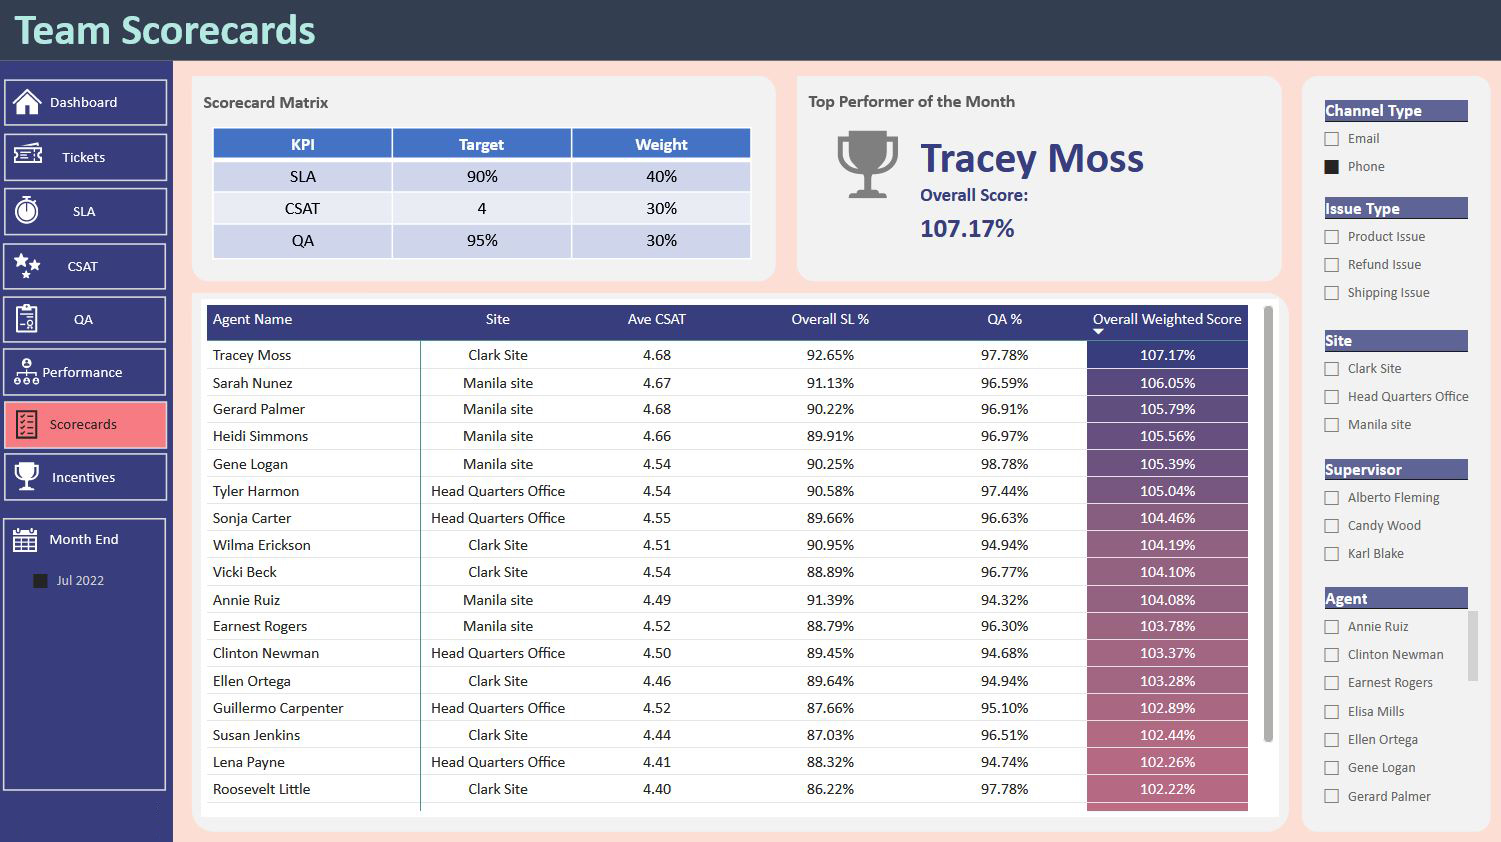 Team Scorecards
Dashboard
Tickets
SLA
CSAT
QA
Performance
Scorecards
Incentives
Month End
Jul 2022
Scorecard Matrix
KPI Target Weight
SLA 90% 40%
CSAT 4 30%
QA 95% 30%
Top Performer of the Month
Tracey Moss
Overall Score:
107.17%
Agent Name Site Ave CSAT Overall SL % QA % Overall Weighted Score
Tracey Moss Clark Site 4.68 92.65% 97.78% 107.17%
Sarah Nunez Manila site 4.67 91.13% 96.59% 106.05%
Gerard Palmer Manila site 4.68 90.22% 96.91% 105.79%
Heidi Simmons Manila site 4.66 89.91% 96.97% 105.56%
Gene Logan Manila site 4.54 90.25% 98.78% 105.39%
Tyler Harmon Head Quarters Office 4.54 90.58% 97.44% 105.04%
Sonja Carter Head Quarters Office 4.55 89.66% 96.63% 104.46%
Wilma Erickson Clark Site 4.51 90.95% 94.94% 104.19%
Vicki Beck Clark Site 4.54 88.89% 96.77% 104.10%
Annie Ruiz Manila site 4.49 91.39% 94.32% 104.08%
Earnest Rogers Manila site 4.52 88.79% 96.30% 103.78%
Clinton Newman Head Quarters Office 4.50 89.45% 94.68% 103.37%
Ellen Ortega Clark Site 4.46 89.64% 94.94% 103.28%
Guillermo Carpenter Head Quarters Office 4.52 87.66% 95.10% 102.89%
Susan Jenkins Clark Site 4.44 87.03% 96.51% 102.44%
Lena Payne Head Quarters Office 4.41 88.32% 94.74% 102.26%
Roosevelt Little Clark Site 4.40 86.22% 97.78% 102.22%
Channel Type
Email
Phone
Issue Type
Product Issue
Refund Issue
Shipping Issue
Site
Clark Site
Head Quarters Office
Manila site
Supervisor
Alberto Fleming
Candy Wood
Karl Blake
Agent
Annie Ruiz
Clinton Newman
Earnest Rogers
Elisa Mills
Ellen Ortega
Gene Logan
Gerard Palmer